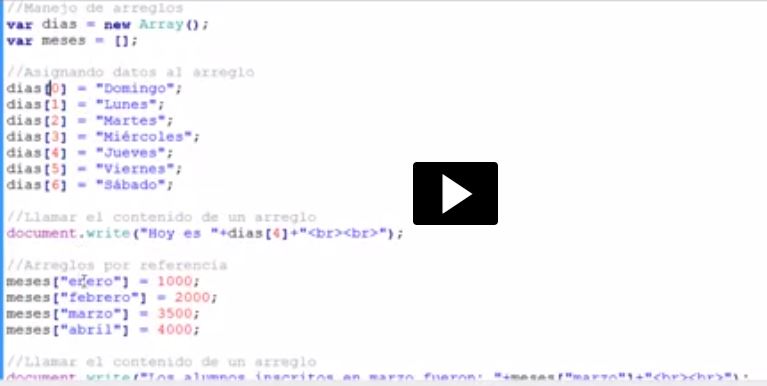 //Manejo de arreglos
var dias = new Array();
var meses = [];
//Asignando datos al arreglo
dias[0] = "Domingo";
dias[1] = "Lunes";
dias[2] = "Martes";
dias[3] = "Miércoles";
dias[4] = "Jueves";
dias[5] = "Viernes";
dias[6] = "Sábado";
//Llamar el contenido de un arreglo
document.write("Hoy es "+dias[4]+"<br><br>");
//Arreglos por referencia
meses["enero"] = 1000;
meses["febrero"] = 2000;
meses["marzo"] = 3500;
meses["abril"] = 4000;
//Llamar el contenido de un arreglo
document.write("Los alumnos inscritos en marzo fueron: "+meses["marzo"]+"<br><br>");